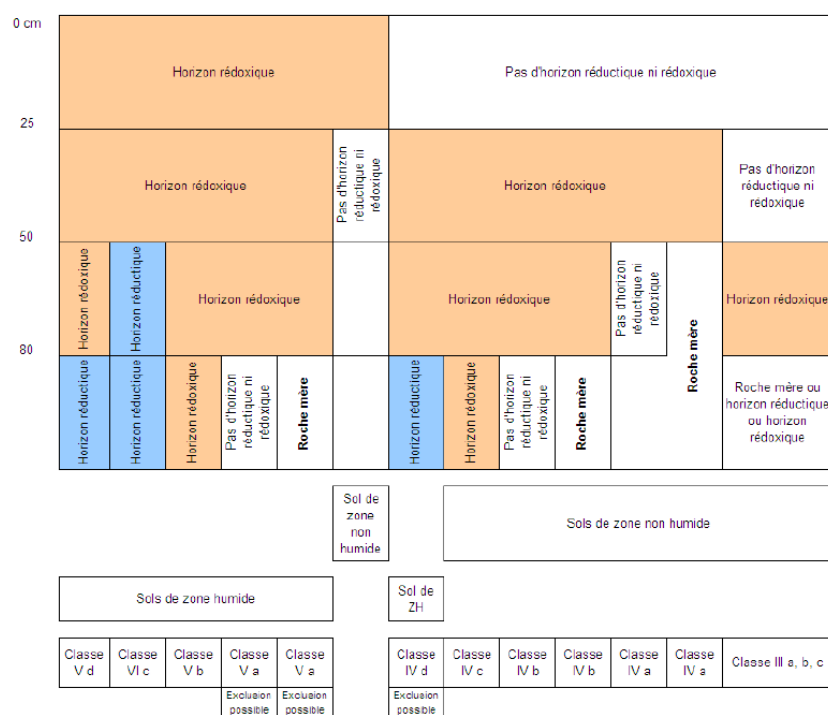 0 cm
Horizon rédoxique
Pas d'horizon réductique ni rédoxique
25
Horizon rédoxique
Pas d'horizon
réductique ni
rédoxique
Horizon rédoxique
Pas d'horizon
réductique ni
rédoxique
50
Horizon rédoxique
Horizon réductique
Horizon rédoxique
Horizon rédoxique
Pas d'horizon
réductique ni
rédoxique
Roche mère
Horizon rédoxique
80
Horizon réductique
Horizon réductique
Horizon rédoxique
Pas d'horizon
réductique ni
rédoxique
Roche mère
Horizon réductique
Horizon rédoxique
Pas d'horizon
réductique ni
rédoxique
Roche mère
Roche mère ou
horizon réductique
ou horizon
rédoxique
Sol de
zone
non
humide
Sols de zone non humide
Sols de zone humide
Sol de
ZH
Classe
V d
Classe
VI c
Classe
V b
Classe
V a
Classe
V a
Classe
IV d
Classe
IV c
Classe
IV b
Classe
IV b
Classe
IV a
Classe
IV a
Classe III a, b, c
Exclusion
possible
Exclusion
possible
Exclusion
possible